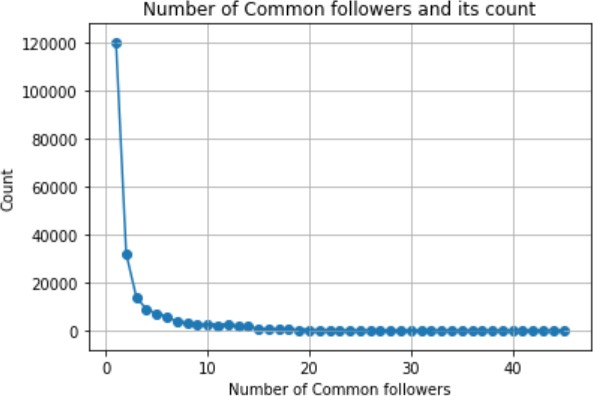 Number of Common followers and its count
120000
100000
80000
60000
40000
20000
0
Count
0 10 20 30 40
Number of Common followers